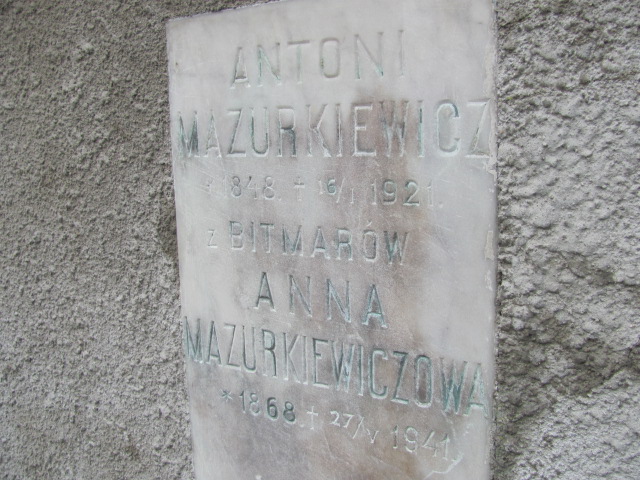 ANTONI
MAZURKIEWICZ
* 1848. † 16/I 1921.
z BITMARÓW
ANNA
MAZURKIEWICZOWA
* 1868. † 27/V 1941.